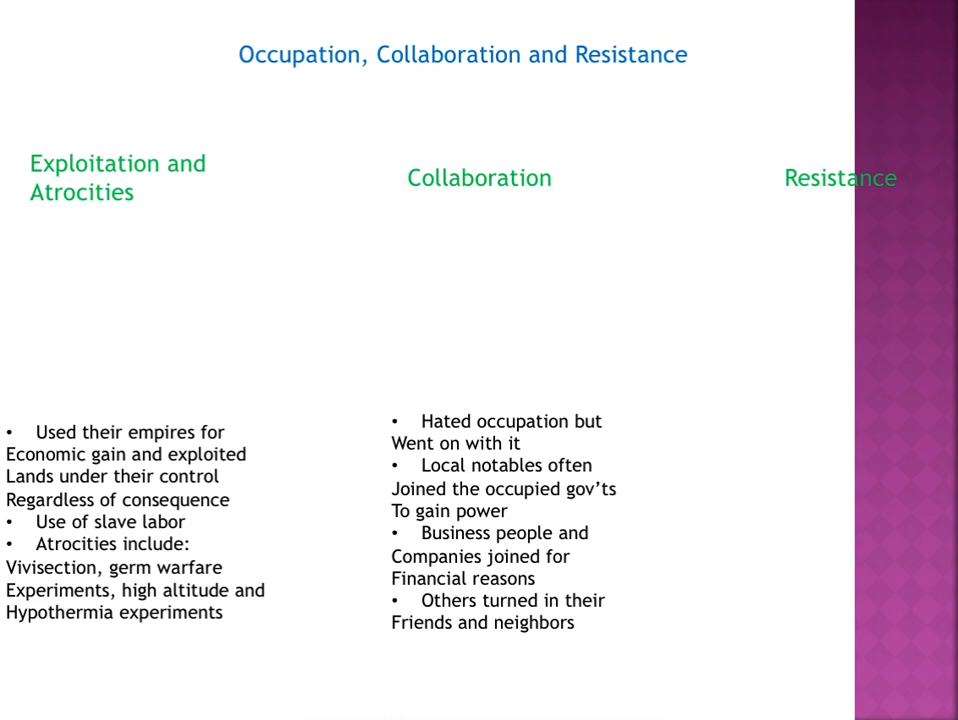 Occupation, Collaboration and Resistance
Exploitation and
Atrocities
Collaboration
Resistance
• Used their empires for
Economic gain and exploited
Lands under their control
Regardless of consequence
• Use of slave labor
• Atrocities include:
Vivisection, germ warfare
Experiments, high altitude and
Hypothermia experiments
• Hated occupation but
Went on with it
• Local notables often
Joined the occupied gov’ts
To gain power
• Business people and
Companies joined for
Financial reasons
• Others turned in their
Friends and neighbors